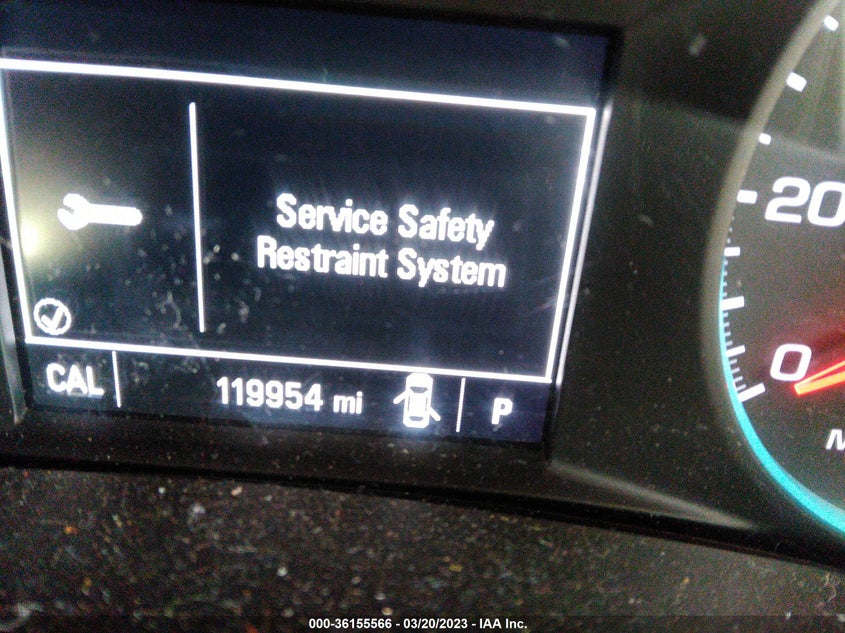 Service Safety
Restraint System
CAL 119954 mi P
20
0
000-36155566 - 03/20/2023 - IAA Inc.